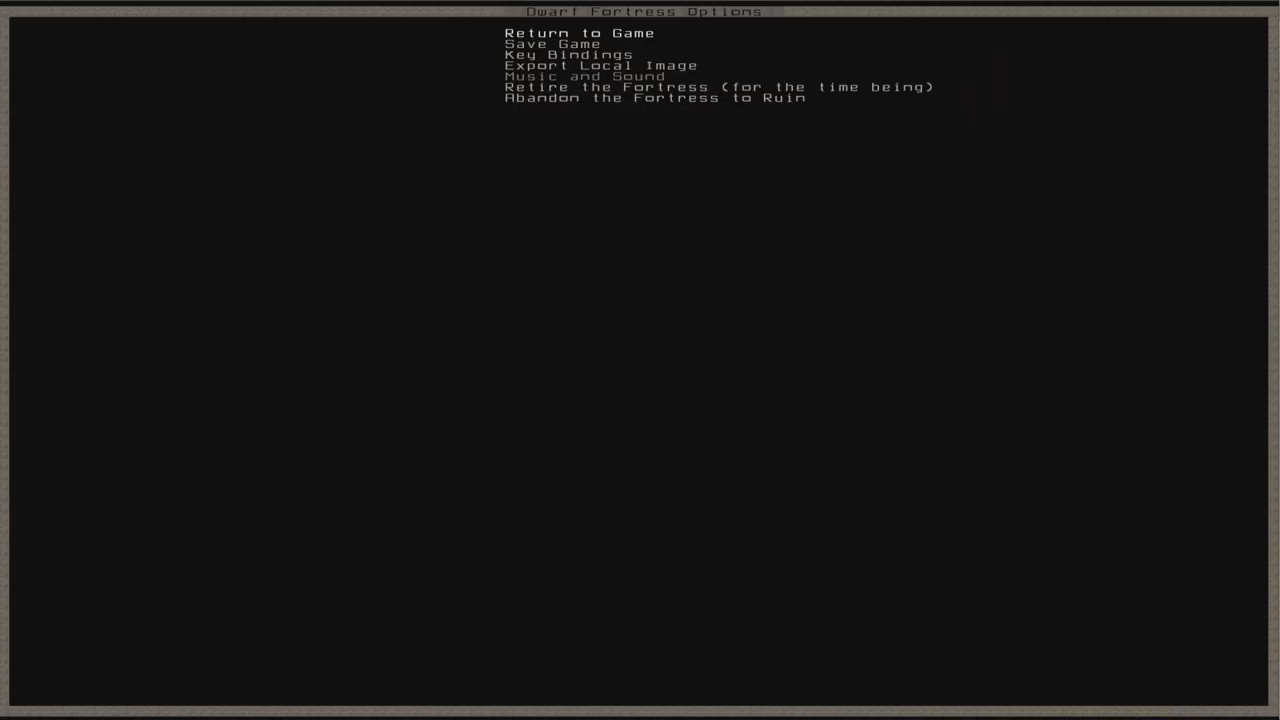 Dwarf Fortress Options
Return to Game
Save Game
Key Bindings
Export Local Image
Music and Sound
Retire the Fortress (for the time being)
Abandon the Fortress to Ruin